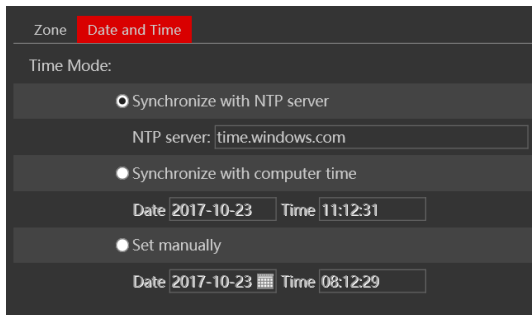 Zone Date and Time
Time Mode:
Synchronize with NTP server
NTP server: time.windows.com
Synchronize with computer time
Date 2017-10-23 Time 11:12:31
Set manually
Date 2017-10-23 Time 08:12:29